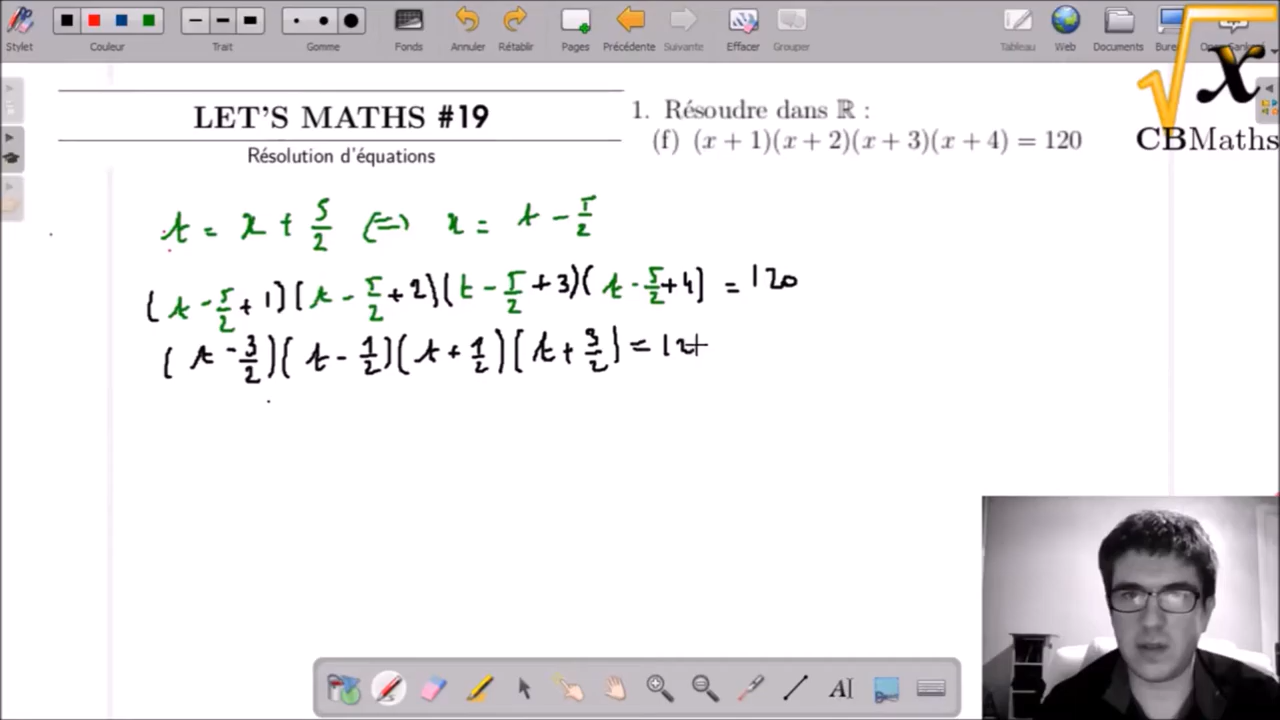 Stylet Couleur Trait Gomme Fonds Annuler Rétablir Pages Précédente Suivante Effacer Grouper Tableau Web Documents
LET'S MATHS #19
Résolution d'équations
1. Résoudre dans ℝ :
(f) (x + 1)(x + 2)(x + 3)(x + 4) = 120
√x
CBMaths
t = x + 5/2 (=) x = t - 5/2
(t - 5/2 + 1)(t - 5/2 + 2)(t - 5/2 + 3)(t - 5/2 + 4) = 120
(t - 3/2)(t - 1/2)(t + 1/2)(t + 3/2) = 12
AI